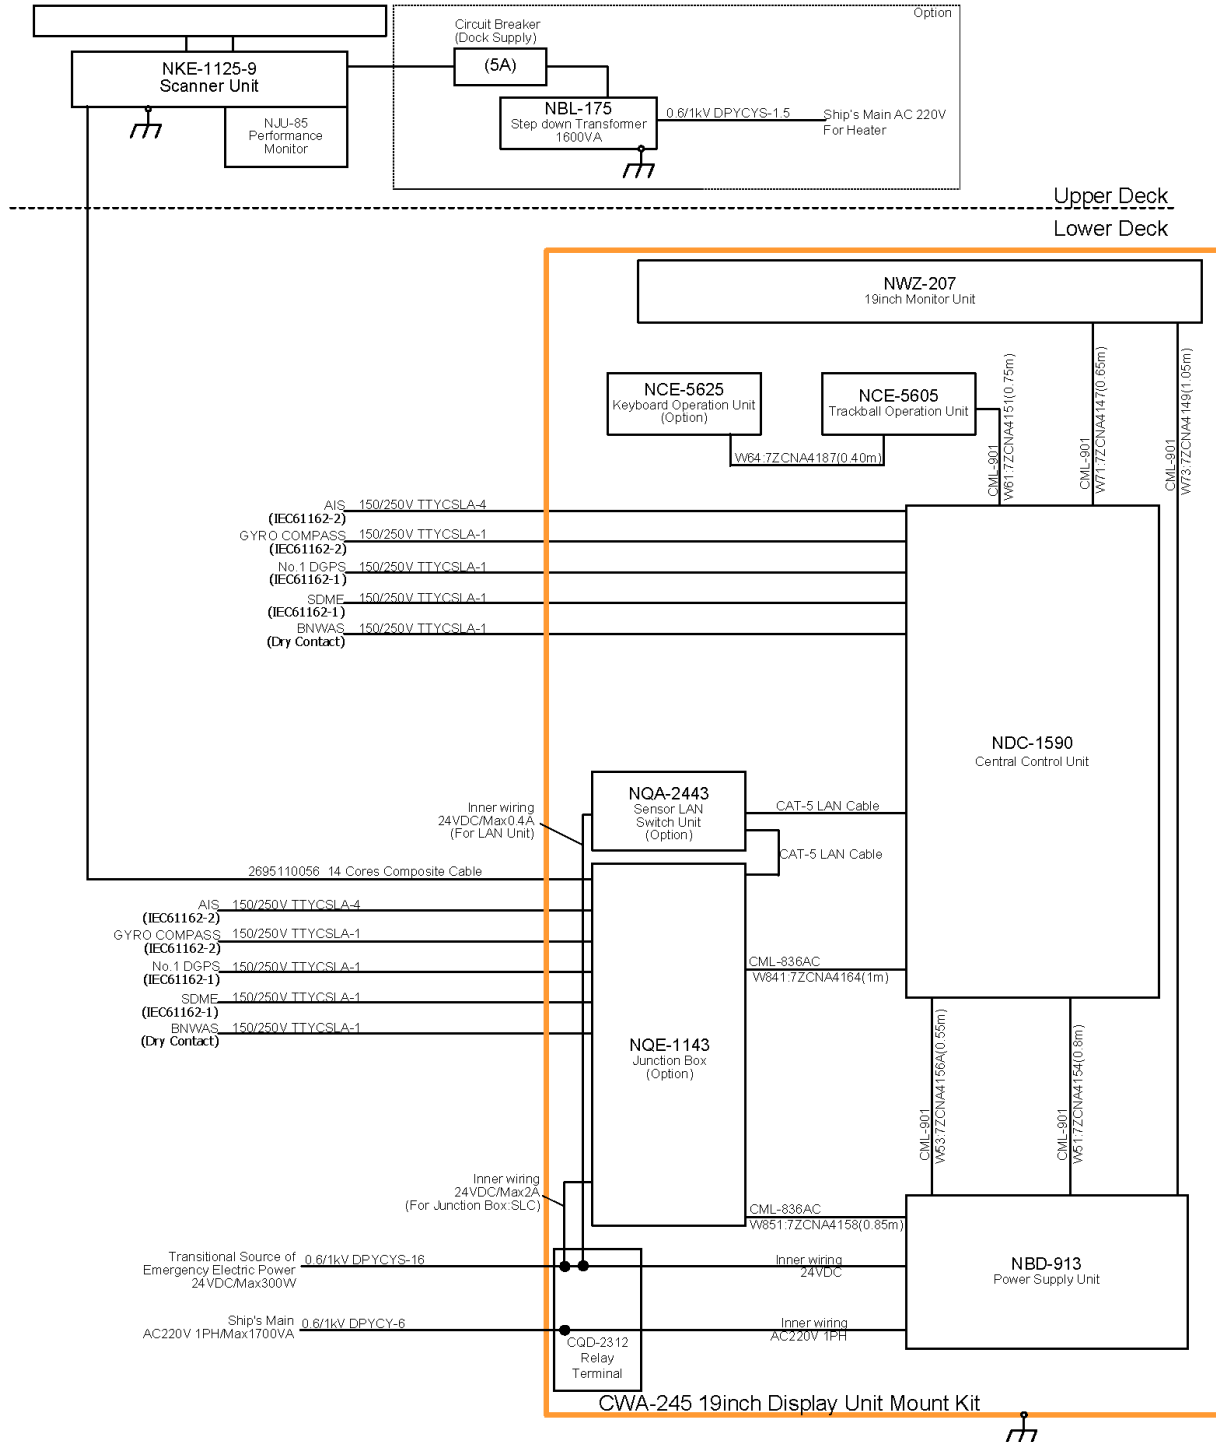 Option
Circuit Breaker
(Dock Supply)
(5A)
NKE-1125-9
Scanner Unit
NJU-85
Performance
Monitor
NBL-175
Step down Transformer
1600VA
0.6/1kV DPYCYS-1.5
Ship's Main AC 220V
For Heater
Upper Deck
Lower Deck
NWZ-207
19inch Monitor Unit
NCE-5625
Keyboard Operation Unit
(Option)
NCE-5605
Trackball Operation Unit
W64:7ZCNA4187(0.40m)
CML-901
W61:7ZCNA4151(0.75m)
CML-901
W71:7ZCNA4147(0.65m)
CML-901
W73:7ZCNA4149(1.05m)
AIS 150/250V TTYCSLA-4
(IEC61162-2)
GYRO COMPASS 150/250V TTYCSLA-1
(IEC61162-2)
No.1 DGPS 150/250V TTYCSLA-1
(IEC61162-1)
SDME 150/250V TTYCSLA-1
(IEC61162-1)
BNWAS 150/250V TTYCSLA-1
(Dry Contact)
NDC-1590
Central Control Unit
NQA-2443
Sensor LAN
Switch Unit
(Option)
CAT-5 LAN Cable
CAT-5 LAN Cable
Inner wiring
24VDC/Max0.4A
(For LAN Unit)
2695110056 14 Cores Composite Cable
AIS 150/250V TTYCSLA-4
(IEC61162-2)
GYRO COMPASS 150/250V TTYCSLA-1
(IEC61162-2)
No.1 DGPS 150/250V TTYCSLA-1
(IEC61162-1)
SDME 150/250V TTYCSLA-1
(IEC61162-1)
BNWAS 150/250V TTYCSLA-1
(Dry Contact)
NQE-1143
Junction Box
(Option)
CML-836AC
W841:7ZCNA4164(1m)
CML-901
W53:7ZCNA4156A(0.55m)
CML-901
W51:7ZCNA4154(0.8m)
Inner wiring
24VDC/Max2A
(For Junction Box:SLC)
CML-836AC
W851:7ZCNA4158(0.85m)
Transitional Source of
Emergency Electric Power
24VDC/Max300W
0.6/1kV DPYCYS-16
Inner wiring
24VDC
NBD-913
Power Supply Unit
Ship's Main
AC220V 1PH/Max1700VA
0.6/1kV DPYCY-6
Inner wiring
AC220V 1PH
CQD-2312
Relay
Terminal
CWA-245 19inch Display Unit Mount Kit